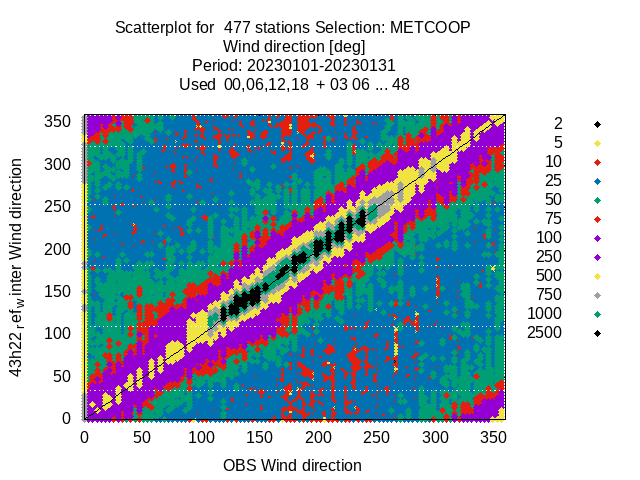 Scatterplot for  477 stations Selection: METCOOP
Wind direction [deg]
Period: 20230101-20230131
Used  00,06,12,18  + 03 06 ... 48
350
300
250
200
150
100
50
0
43h22_ref_winter Wind direction
0 50 100 150 200 250 300 350
OBS Wind direction
2
5
10
25
50
75
100
250
500
750
1000
2500